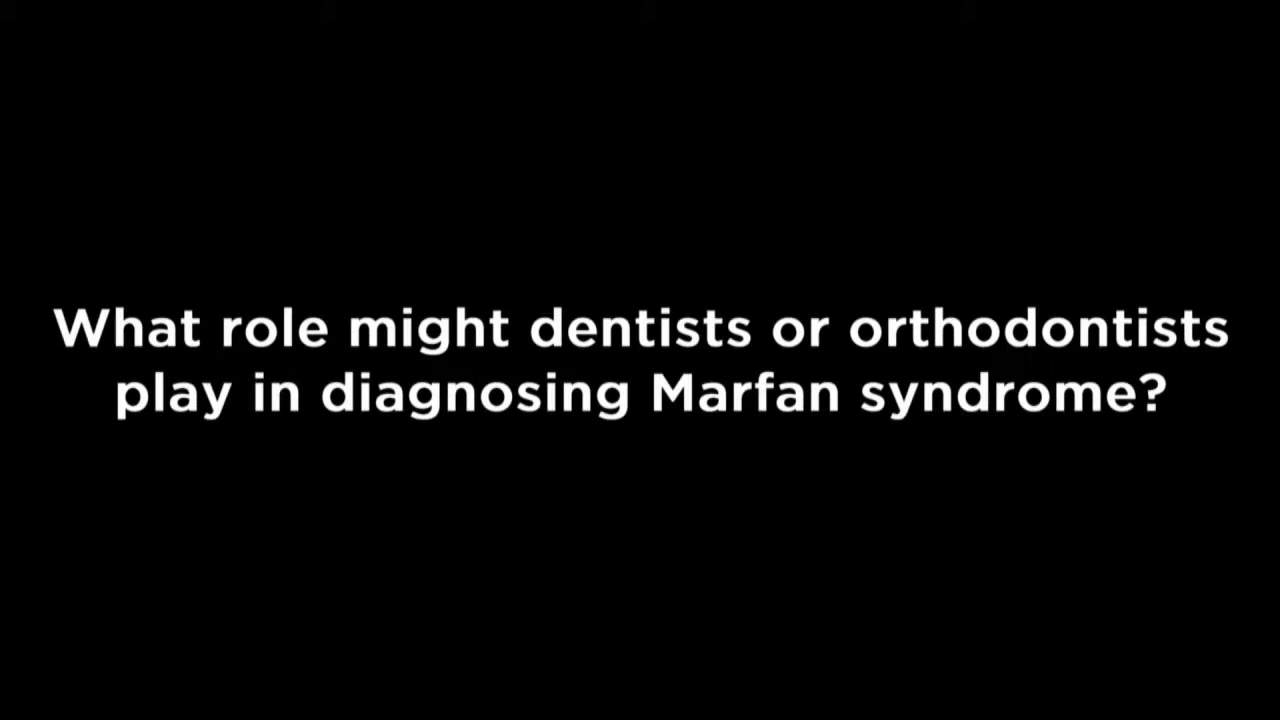 What role might dentists or orthodontists
play in diagnosing Marfan syndrome?